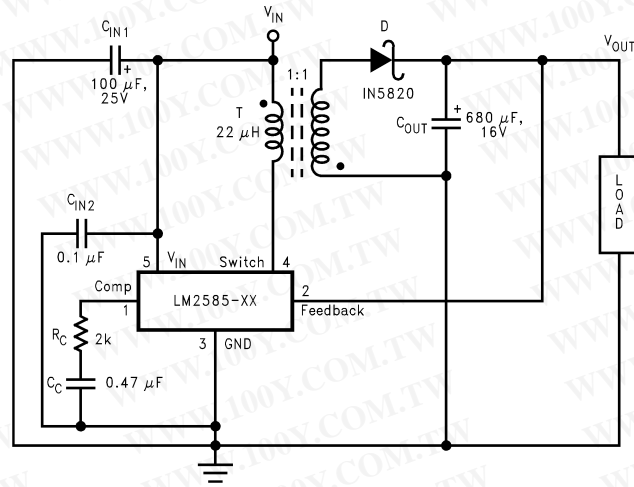 V_IN
C_IN1
D
V_OUT
+
100 µF,
25V
1:1
IN5820
T
22 µH
C_OUT
+
680 µF,
16V
LOAD
C_IN2
0.1 µF
5
V_IN
Switch
4
Comp
1
LM2585-XX
2
Feedback
R_C
2k
3
GND
C_C
0.47 µF
WWW.100Y.COM.TW